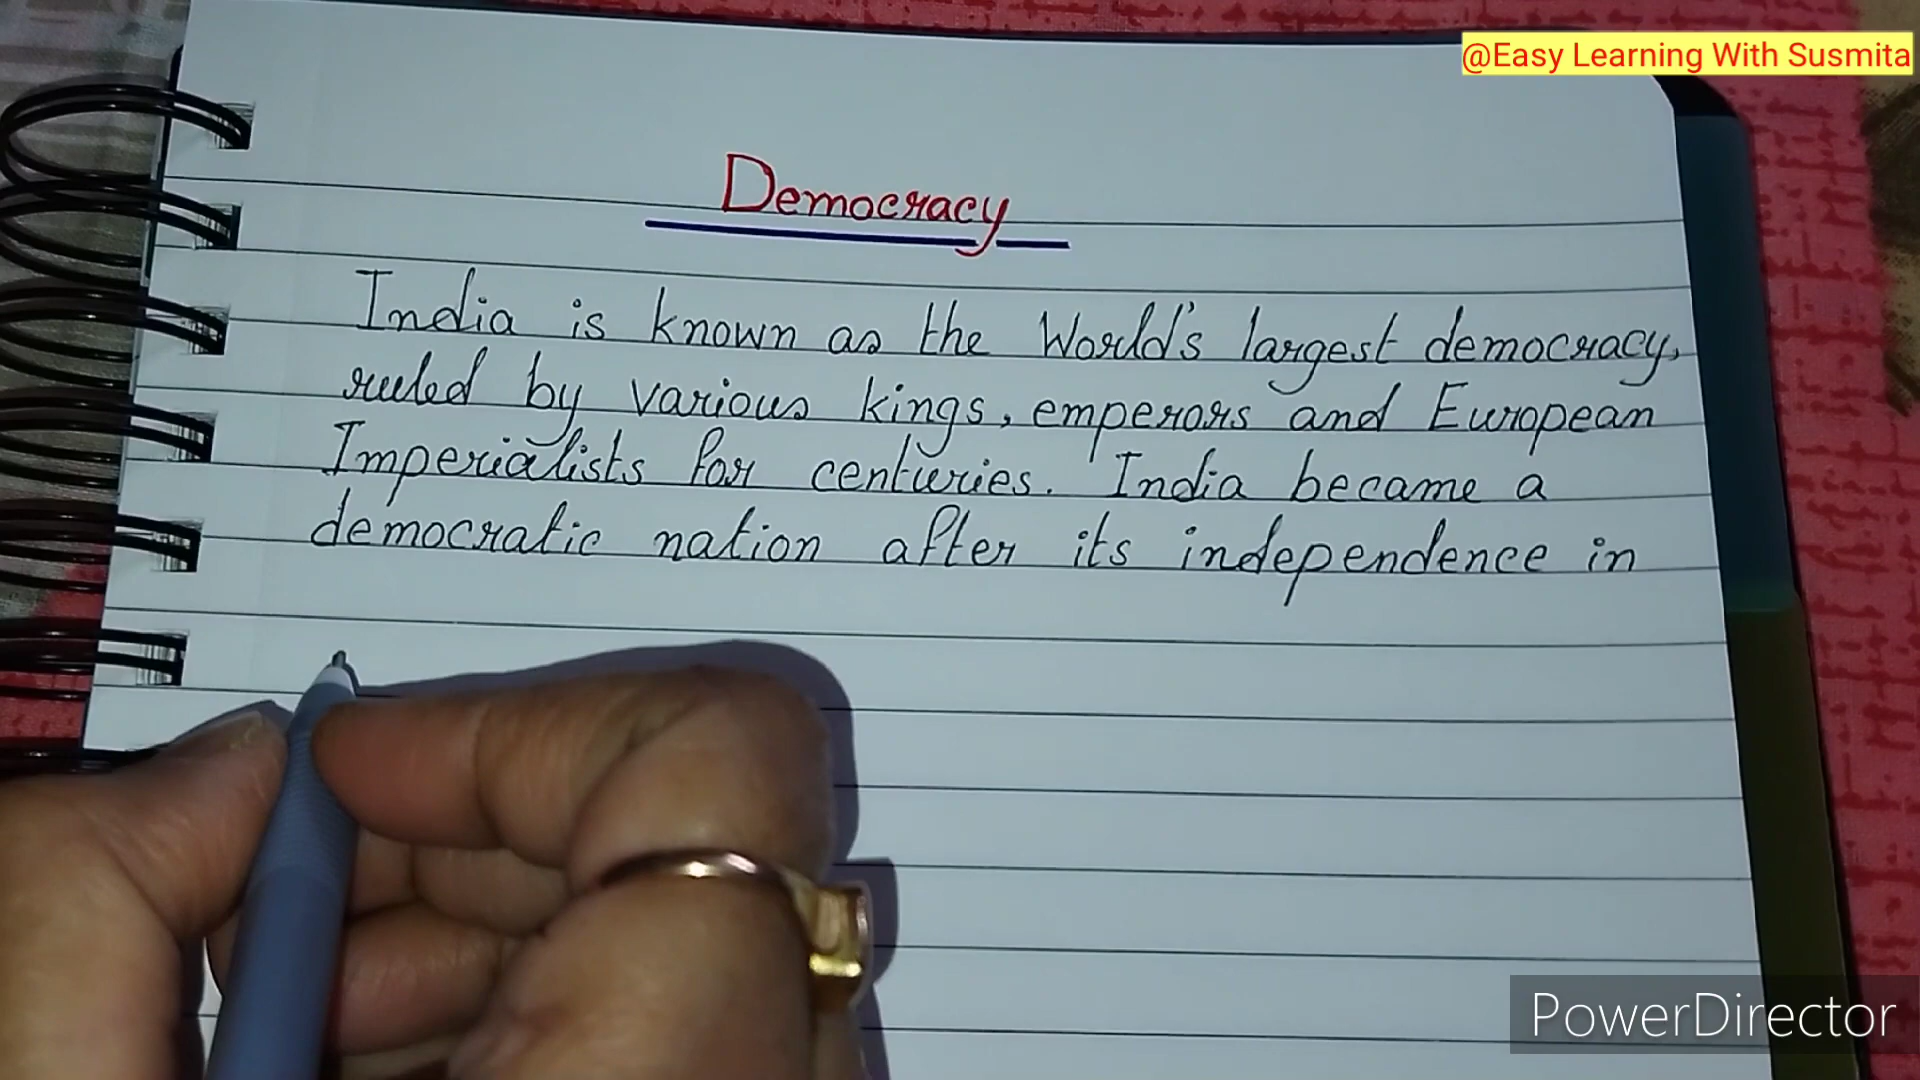 @Easy Learning With Susmita
Democracy
India is known as the World's largest democracy,
ruled by various kings, emperors and European
Imperialists for centuries. India became a
democratic nation after its independence in
PowerDirector